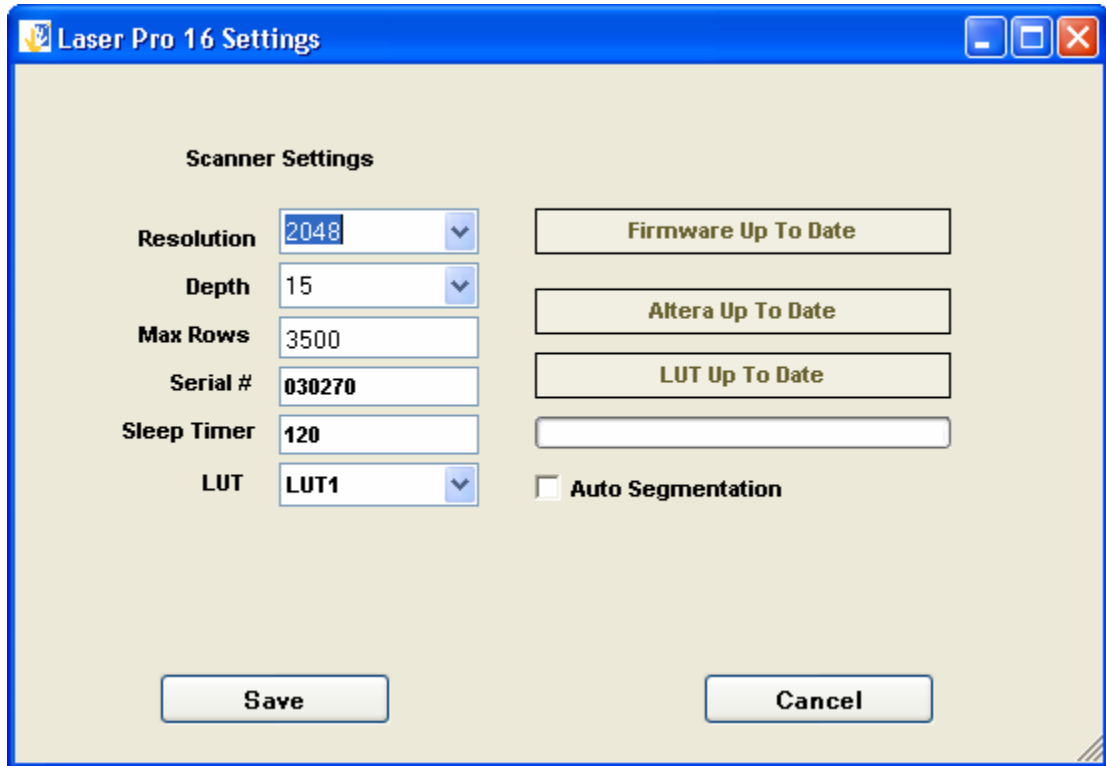 Laser Pro 16 Settings
Scanner Settings
Resolution 2048 Firmware Up To Date
Depth 15 Altera Up To Date
Max Rows 3500
Serial # 030270 LUT Up To Date
Sleep Timer 120
LUT LUT1 Auto Segmentation
Save Cancel